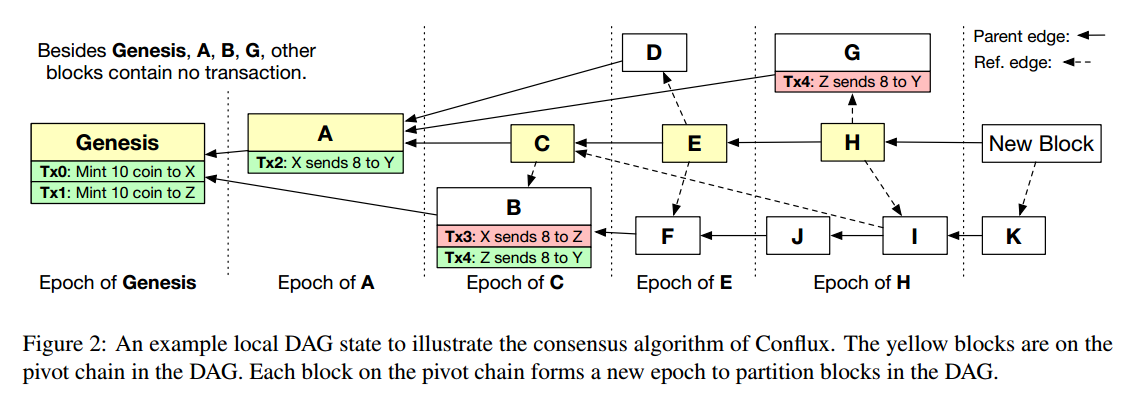 Besides Genesis, A, B, G, other
blocks contain no transaction.
Parent edge:
Ref. edge:
D
G
Tx4: Z sends 8 to Y
Genesis
Tx0: Mint 10 coin to X
Tx1: Mint 10 coin to Z
A
Tx2: X sends 8 to Y
C
E
H
New Block
B
Tx3: X sends 8 to Z
Tx4: Z sends 8 to Y
F
J
I
K
Epoch of Genesis
Epoch of A
Epoch of C
Epoch of E
Epoch of H
Figure 2: An example local DAG state to illustrate the consensus algorithm of Conflux. The yellow blocks are on the
pivot chain in the DAG. Each block on the pivot chain forms a new epoch to partition blocks in the DAG.